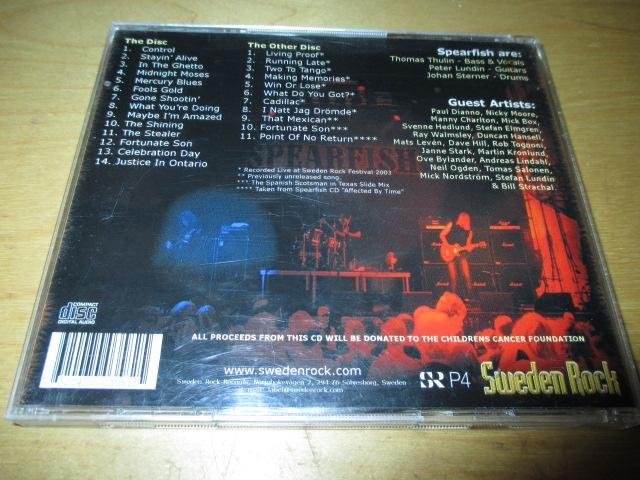 The Disc
1. Control
2. Stayin' Alive
3. In The Ghetto
4. Midnight Moses
5. Mercury Blues
6. Fools Gold
7. Gone Shootin'
8. What You're Doing
9. Maybe I'm Amazed
10. The Shining
11. The Stealer
12. Fortunate Son
13. Celebration Day
14. Justice In Ontario
The Other Disc
1. Living Proof*
2. Running Late*
3. Two To Tango*
4. Making Memories*
5. Win Or Lose*
6. What Do You Got?*
7. Cadillac*
8. I Natt Jag Drömde*
9. That Mexican**
10. Fortunate Son***
11. Point Of No Return****
* Recorded Live at Sweden Rock Festival 2003
** Previously unreleased song.
*** The Spanish Scotsman in Texas Slide Mix
**** Taken from Spearfish CD "Affected By Time"
Spearfish are:
Thomas Thulin - Bass & Vocals
Peter Lundin - Guitars
Johan Sterner - Drums
Guest Artists:
Paul Dianno, Nicky Moore,
Manny Charlton, Mick Box,
Svenne Hedlund, Stefan Elmgren,
Ray Walmsley, Duncan Hansell,
Mats Levén, Dave Hill, Rob Tognoni,
Janne Stark, Martin Kronlund,
Ove Bylander, Andreas Lindahl,
Neil Ogden, Tomas Salonen,
Mick Nordström, Stefan Lundin
& Bill Strachal.
SPEARFISH
COMPACT
disc
DIGITAL AUDIO
ALL PROCEEDS FROM THIS CD WILL BE DONATED TO THE CHILDRENS CANCER FOUNDATION
www.swedenrock.com
Sweden Rock Records, 2, 294 76 Sölvesborg, Sweden
SR P4
Sweden Rock